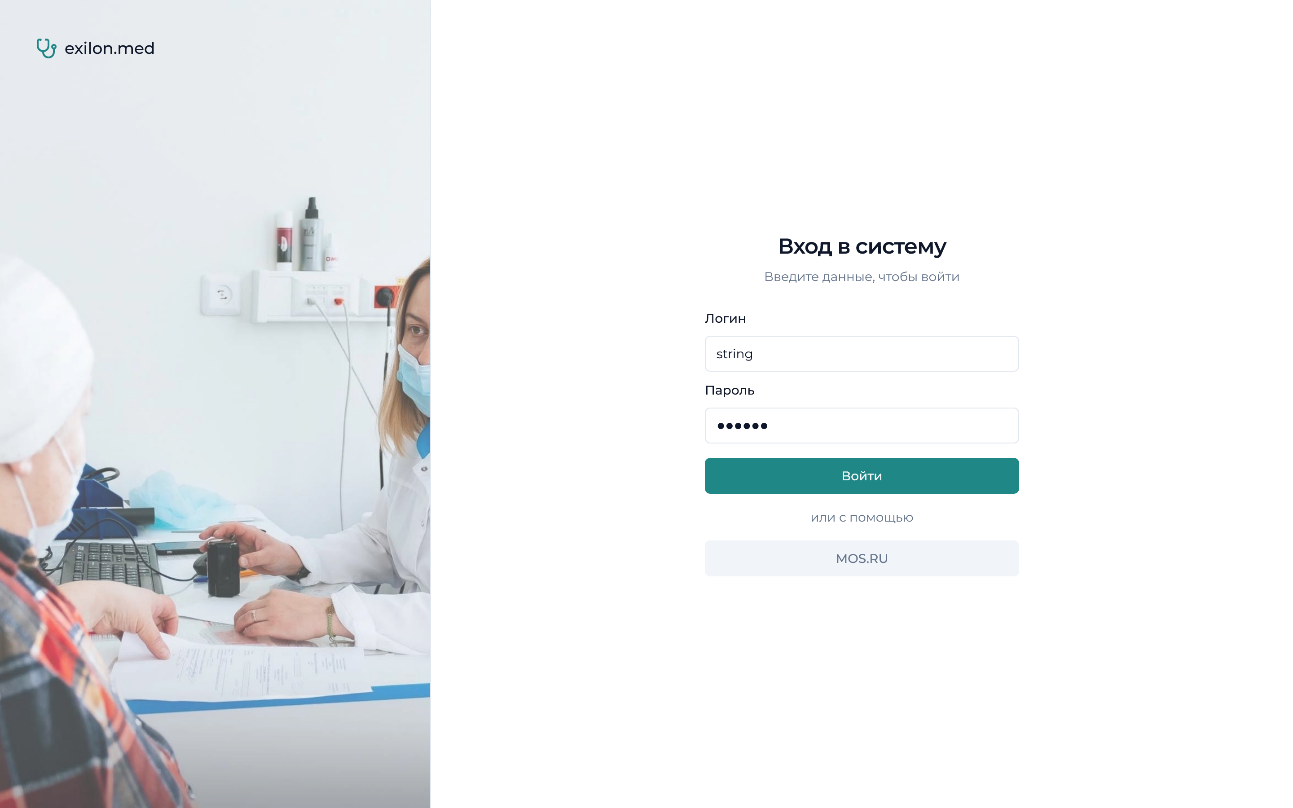 exilon.med
Вход в систему
Введите данные, чтобы войти
Логин
string
Пароль
••••••
Войти
или с помощью
MOS.RU